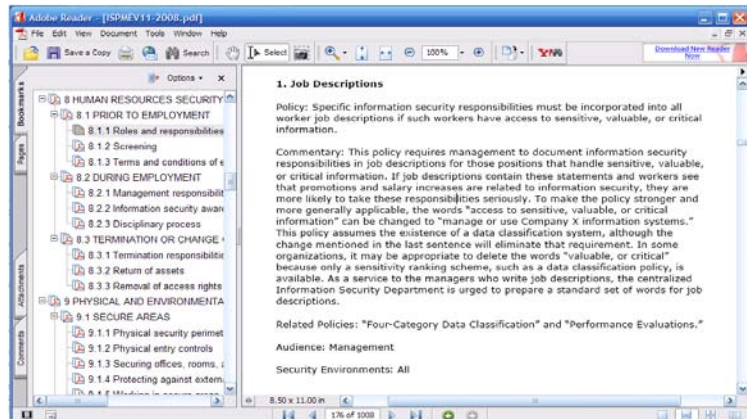 Adobe Reader - [ISPMEV11-2008.pdf]
File Edit View Document Tools Window Help
Save a Copy Search Select 100% Download New Reader Now
Options
Bookmarks
Pages
Attachments
Comments
8 HUMAN RESOURCES SECURITY
8.1 PRIOR TO EMPLOYMENT
8.1.1 Roles and responsibilities
8.1.2 Screening
8.1.3 Terms and conditions of e
8.2 DURING EMPLOYMENT
8.2.1 Management responsibilit
8.2.2 Information security awar
8.2.3 Disciplinary process
8.3 TERMINATION OR CHANGE
8.3.1 Termination responsibilitie
8.3.2 Return of assets
8.3.3 Removal of access rights
9 PHYSICAL AND ENVIRONMENTA
9.1 SECURE AREAS
9.1.1 Physical security perimet
9.1.2 Physical entry controls
9.1.3 Securing offices, rooms,
9.1.4 Protecting against extern
1. Job Descriptions
Policy: Specific information security responsibilities must be incorporated into all
worker job descriptions if such workers have access to sensitive, valuable, or critical
information.
Commentary: This policy requires management to document information security
responsibilities in job descriptions for those positions that handle sensitive, valuable,
or critical information. If job descriptions contain these statements and workers see
that promotions and salary increases are related to information security, they are
more likely to take these responsibilities seriously. To make the policy stronger and
more generally applicable, the words “access to sensitive, valuable, or critical
information” can be changed to “manage or use Company X information systems.”
This policy assumes the existence of a data classification system, although the
change mentioned in the last sentence will eliminate that requirement. In some
organizations, it may be appropriate to delete the words “valuable, or critical”
because only a sensitivity ranking scheme, such as a data classification policy, is
available. As a service to the managers who write job descriptions, the centralized
Information Security Department is urged to prepare a standard set of words for job
descriptions.
Related Policies: “Four-Category Data Classification” and “Performance Evaluations.”
Audience: Management
Security Environments: All
8.50 x 11.00 in
176 of 1008